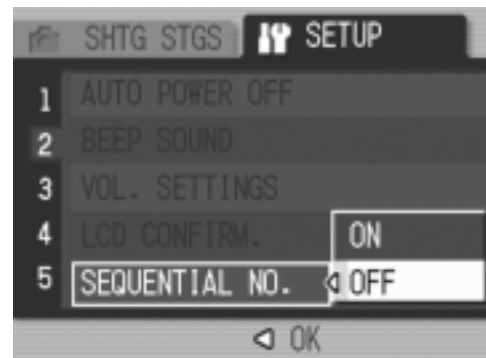 SHTG STGS SETUP
1 AUTO POWER OFF
2 BEEP SOUND
3 VOL. SETTINGS
4 LCD CONFIRM. ON
5 SEQUENTIAL NO. OFF
OK